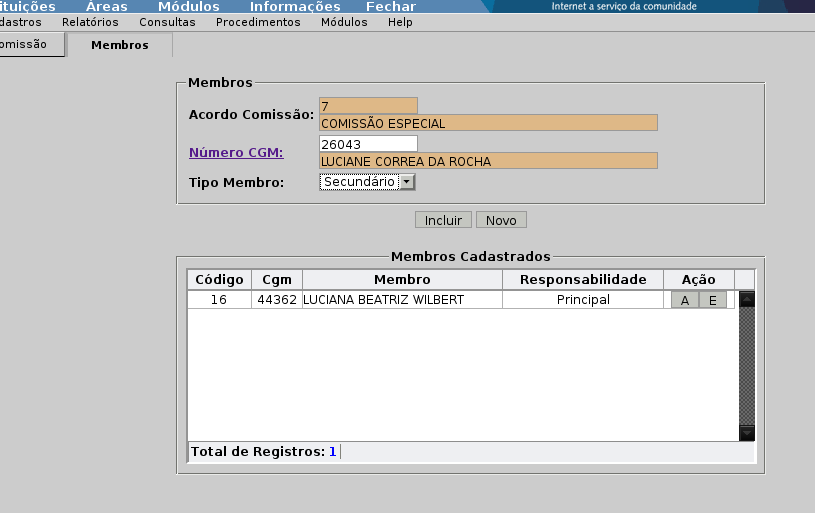 ituições Áreas Módulos Informações Fechar Internet a serviço da comunidade
dastros Relatórios Consultas Procedimentos Módulos Help
omissão Membros
Membros
Acordo Comissão: 7
COMISSÃO ESPECIAL
Número CGM: 26043
LUCIANE CORREA DA ROCHA
Tipo Membro: Secundário
Incluir Novo
Membros Cadastrados
Código Cgm Membro Responsabilidade Ação
16 44362 LUCIANA BEATRIZ WILBERT Principal A E
Total de Registros: 1